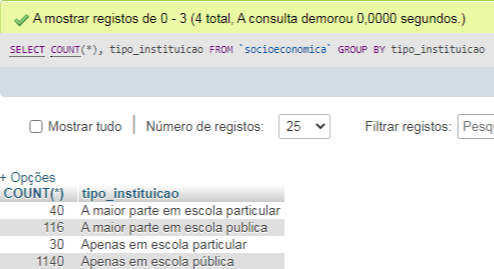 A mostrar registos de 0 - 3 (4 total, A consulta demorou 0,0000 segundos.)
SELECT COUNT(*), tipo_instituicao FROM `socioeconomica` GROUP BY tipo_instituicao
Mostrar tudo | Número de registos: 25 Filtrar registos: Pesq
+ Opções
COUNT(*) tipo_instituicao
40 A maior parte em escola particular
116 A maior parte em escola publica
30 Apenas em escola particular
1140 Apenas em escola pública